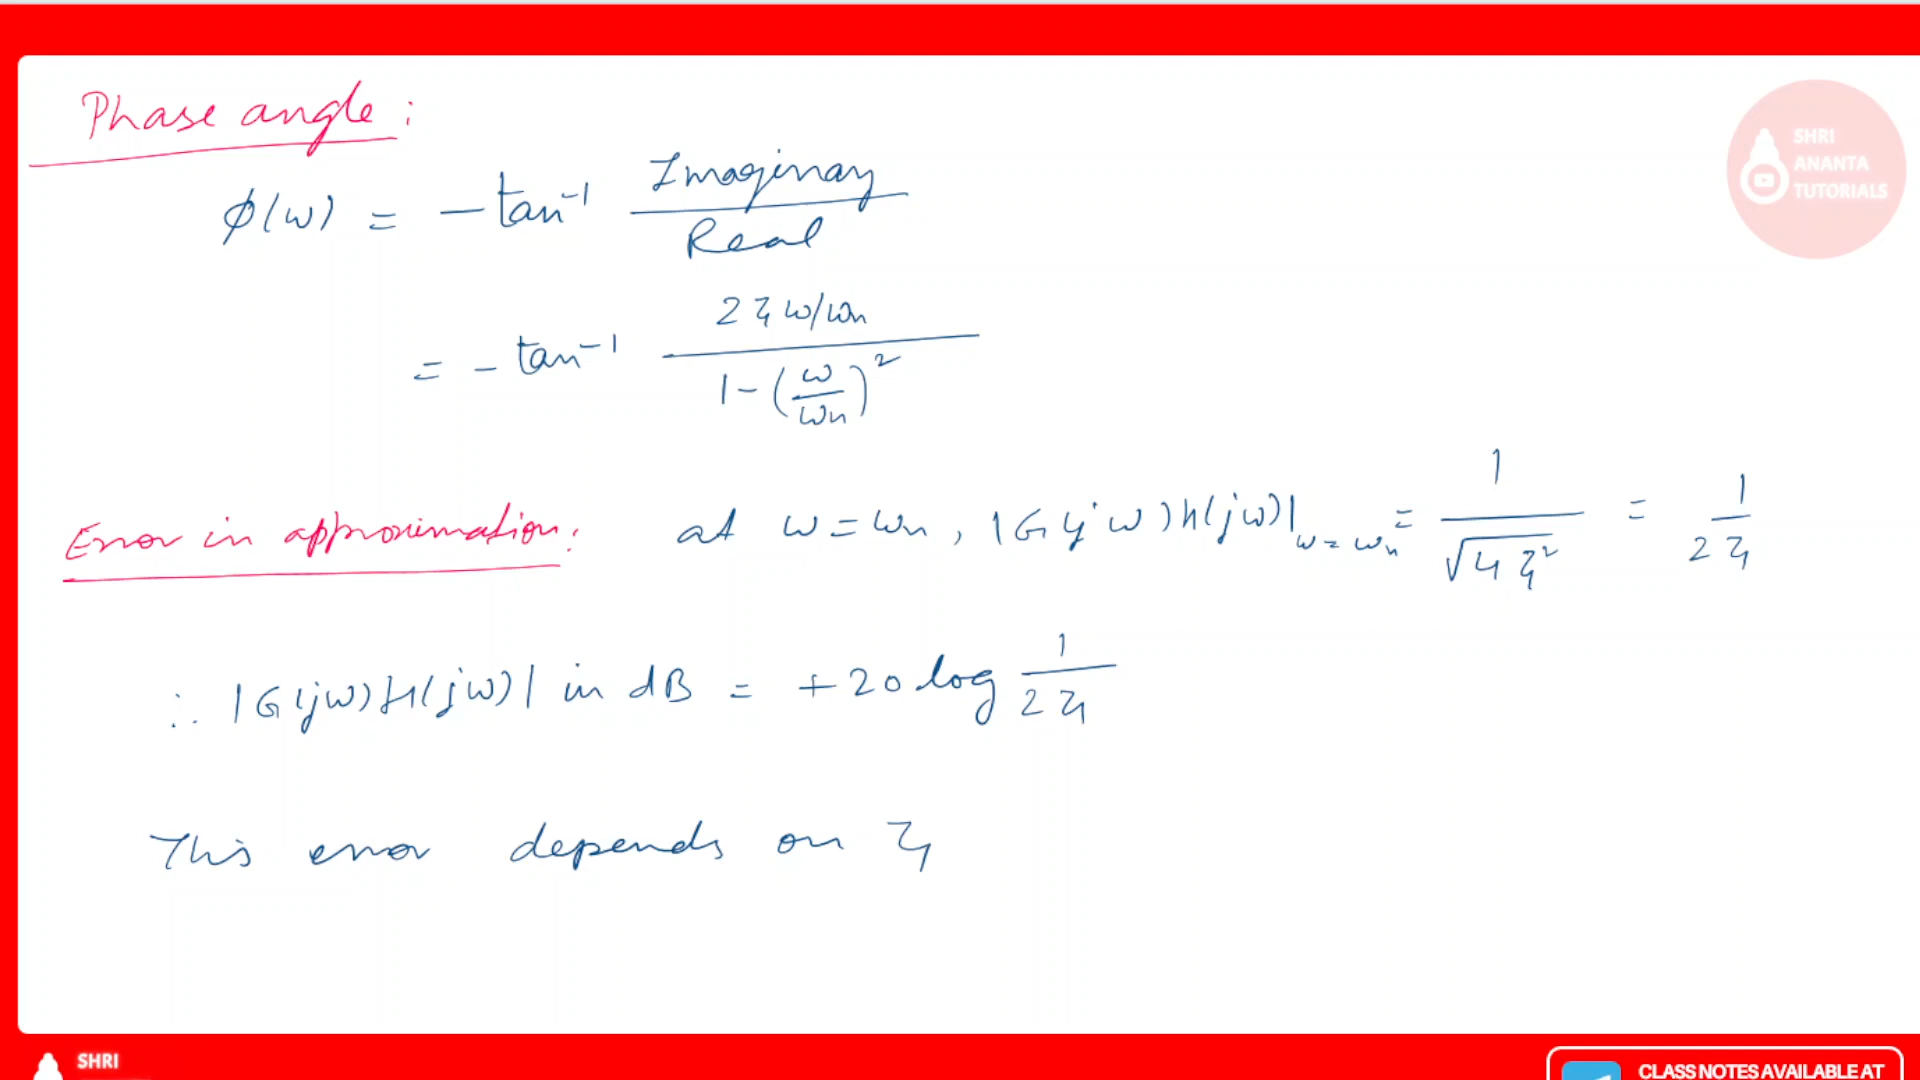 Phase angle :
SHRI
ANANTA
TUTORIALS
ϕ(ω) = -tan⁻¹ Imaginary / Real
= - tan⁻¹ 2ζω/ωn / 1-(ω/ωn)²
Error in approximation: at ω = ωn, |G(jω)H(jω)|ω=ωn = 1/√4ζ² = 1/2ζ
∴ |G(jω)H(jω)| in dB = +20 log 1/2ζ
This error depends on ζ
SHRI
CLASS NOTES AVAILABLE AT